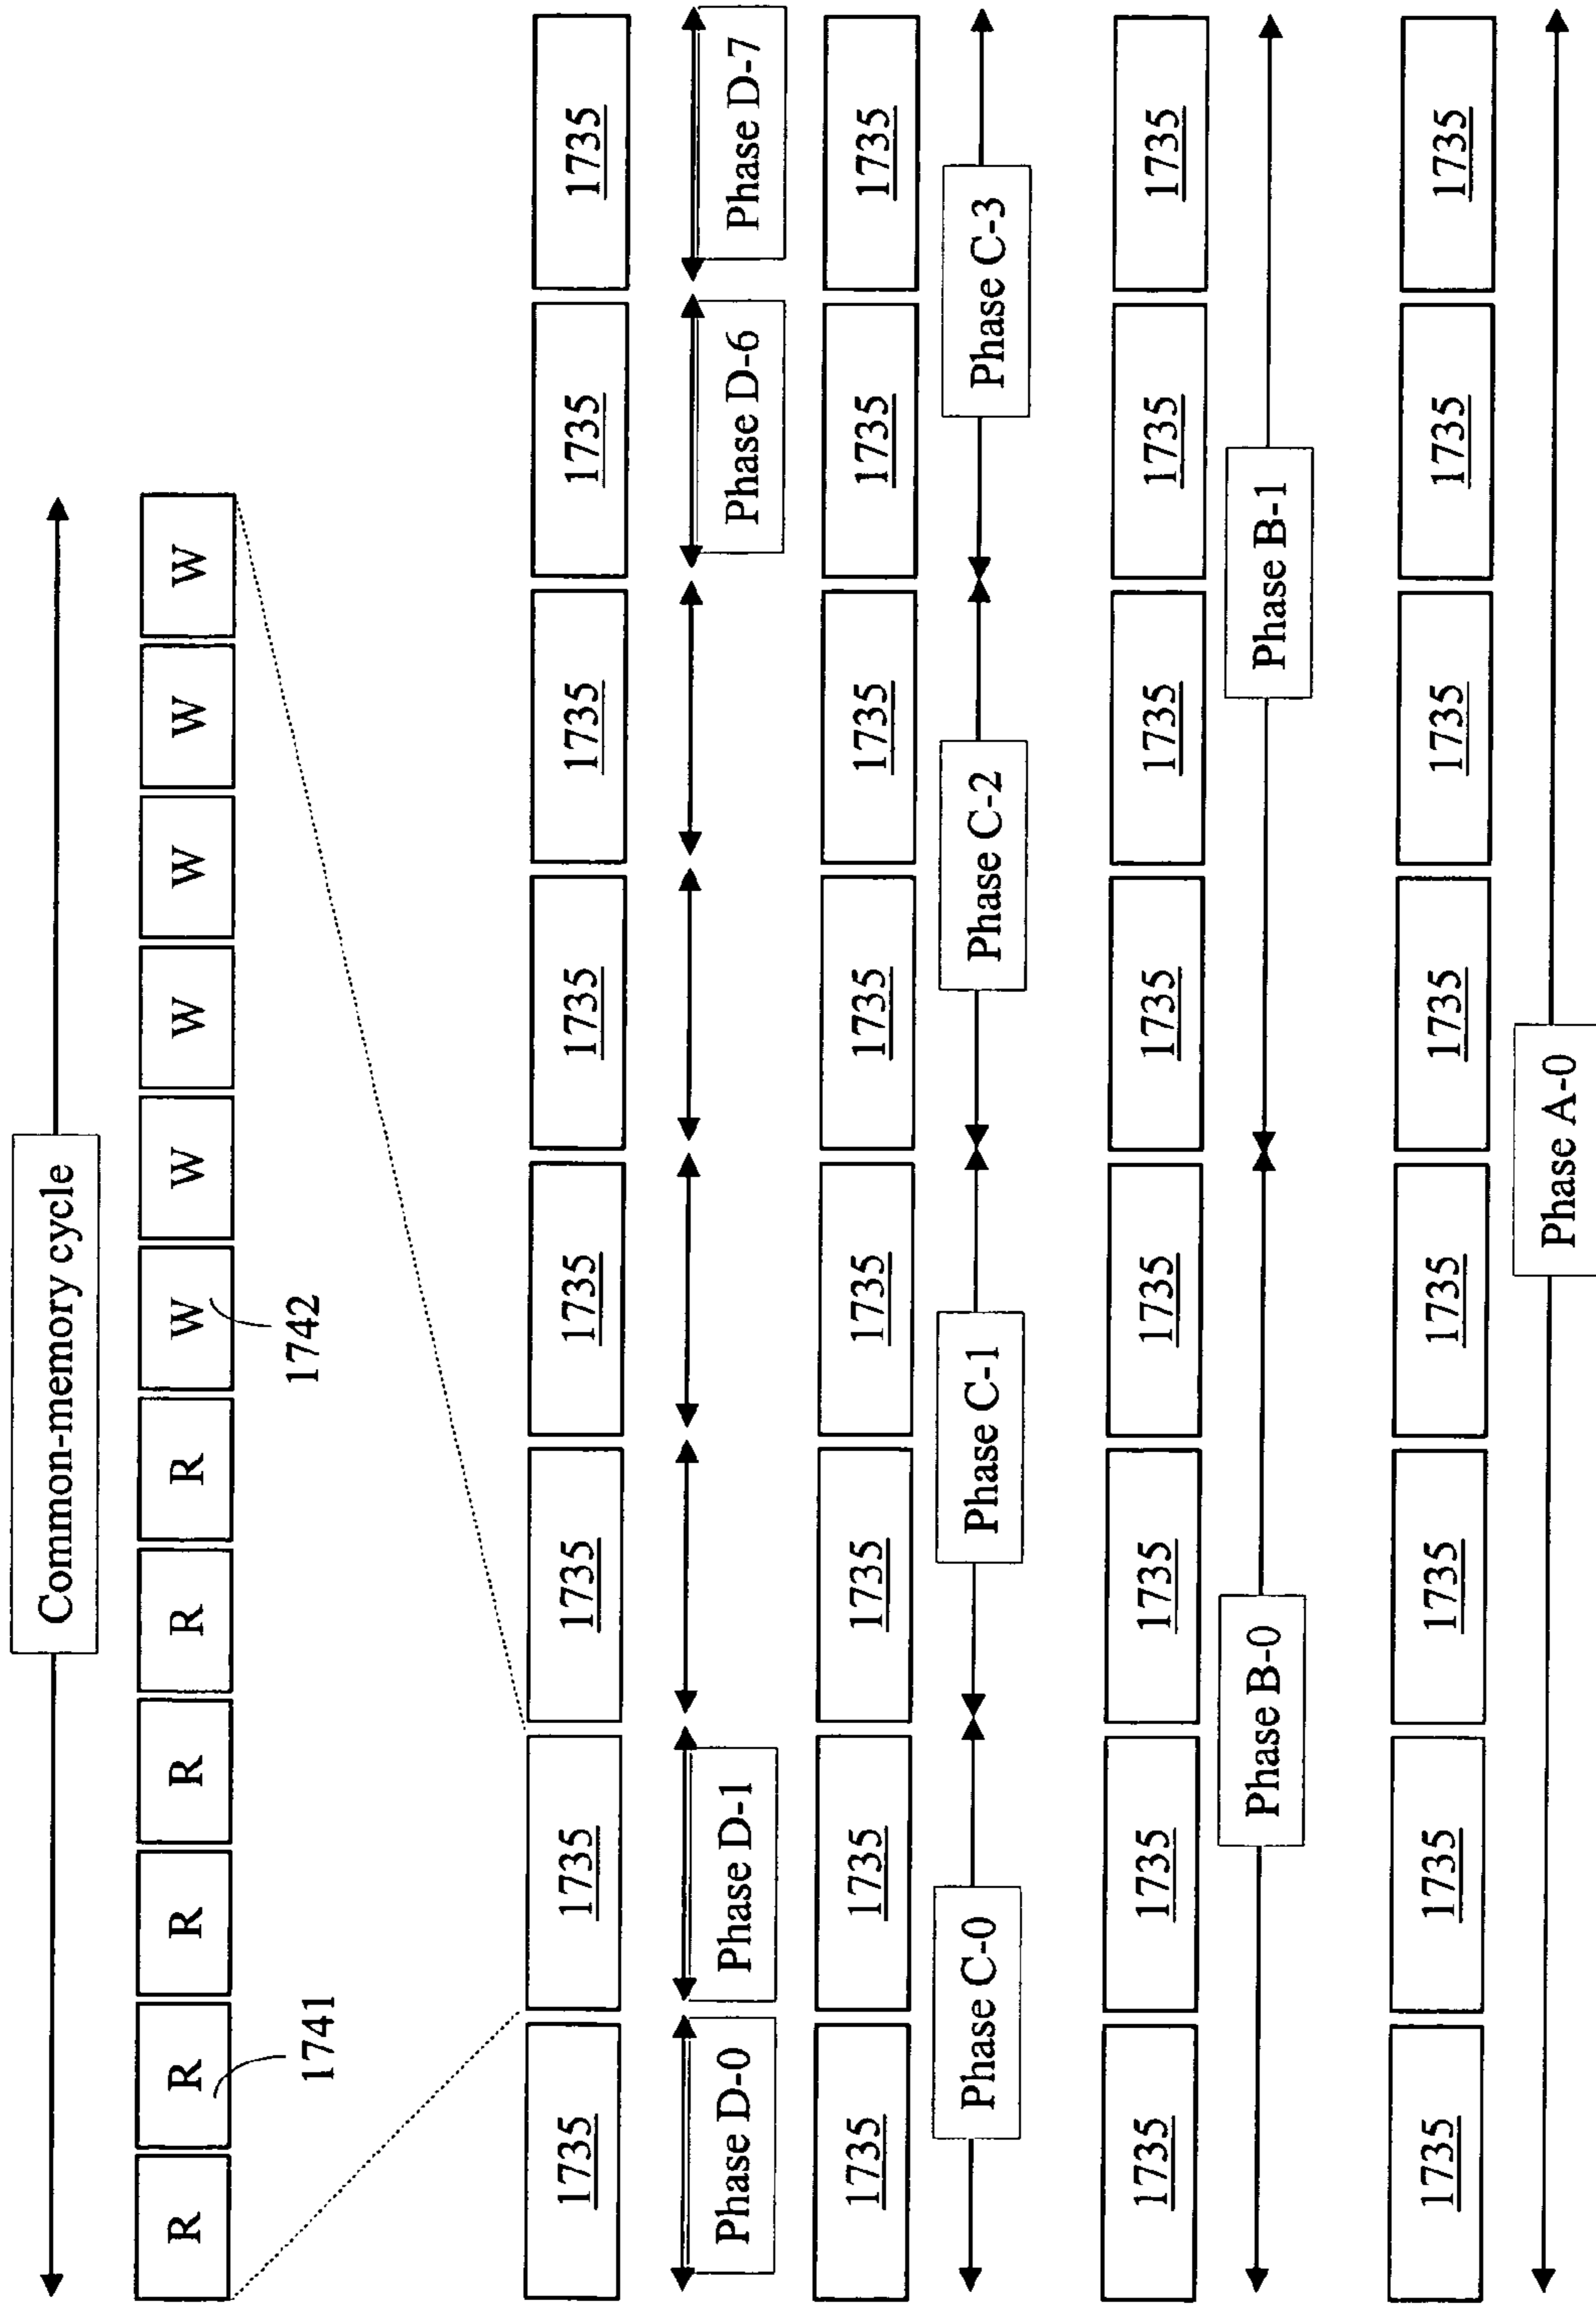 Common-memory cycle
R R R R R R W W W W W W
1741 1742
1735 1735 1735 1735 1735 1735 1735 1735
Phase D-0 Phase D-1 Phase D-6 Phase D-7
1735 1735 1735 1735 1735 1735 1735 1735
Phase C-0 Phase C-1 Phase C-2 Phase C-3
1735 1735 1735 1735 1735 1735 1735 1735
Phase B-0 Phase B-1
1735 1735 1735 1735 1735 1735 1735 1735
Phase A-0